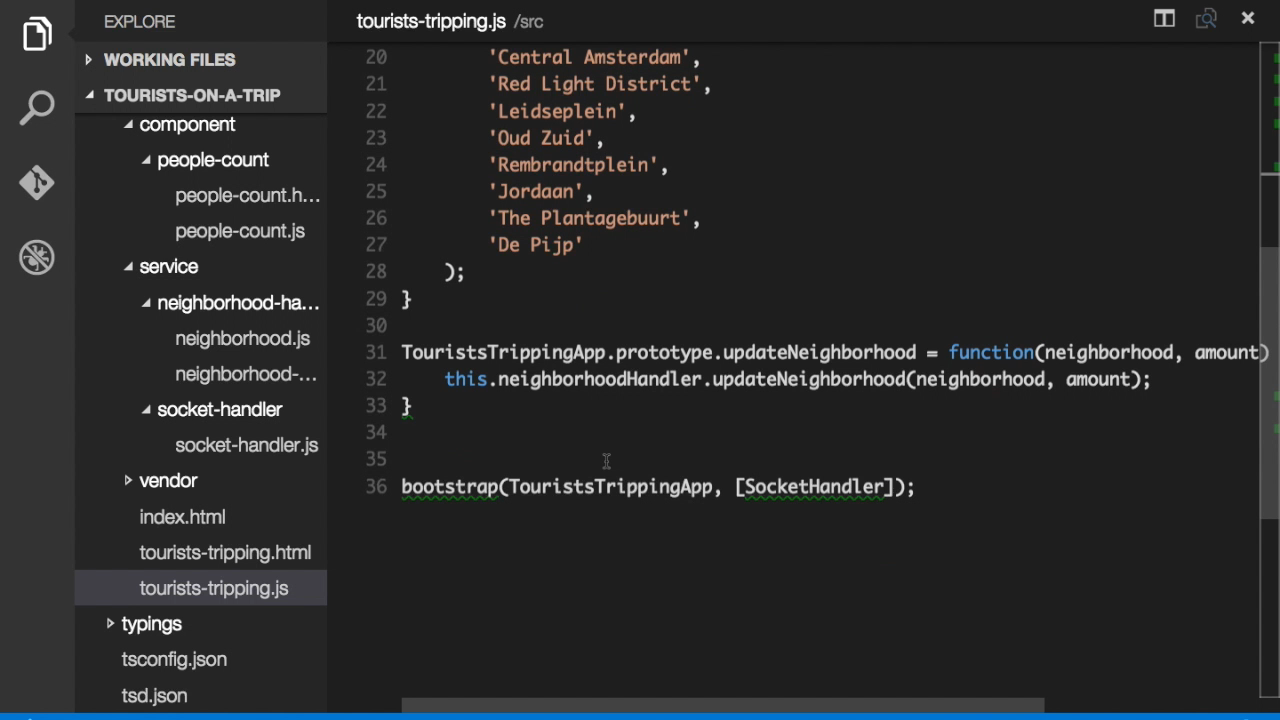 EXPLORE
WORKING FILES
TOURISTS-ON-A-TRIP
component
people-count
people-count.h...
people-count.js
service
neighborhood-ha...
neighborhood.js
neighborhood-...
socket-handler
socket-handler.js
vendor
index.html
tourists-tripping.html
tourists-tripping.js
typings
tsconfig.json
tsd.json
tourists-tripping.js /src
20 'Central Amsterdam',
21 'Red Light District',
22 'Leidseplein',
23 'Oud Zuid',
24 'Rembrandtplein',
25 'Jordaan',
26 'The Plantagebuurt',
27 'De Pijp'
28 );
29 }
30
31 TouristsTrippingApp.prototype.updateNeighborhood = function(neighborhood, amount)
32 this.neighborhoodHandler.updateNeighborhood(neighborhood, amount);
33 }
34
35
36 bootstrap(TouristsTrippingApp, [SocketHandler]);